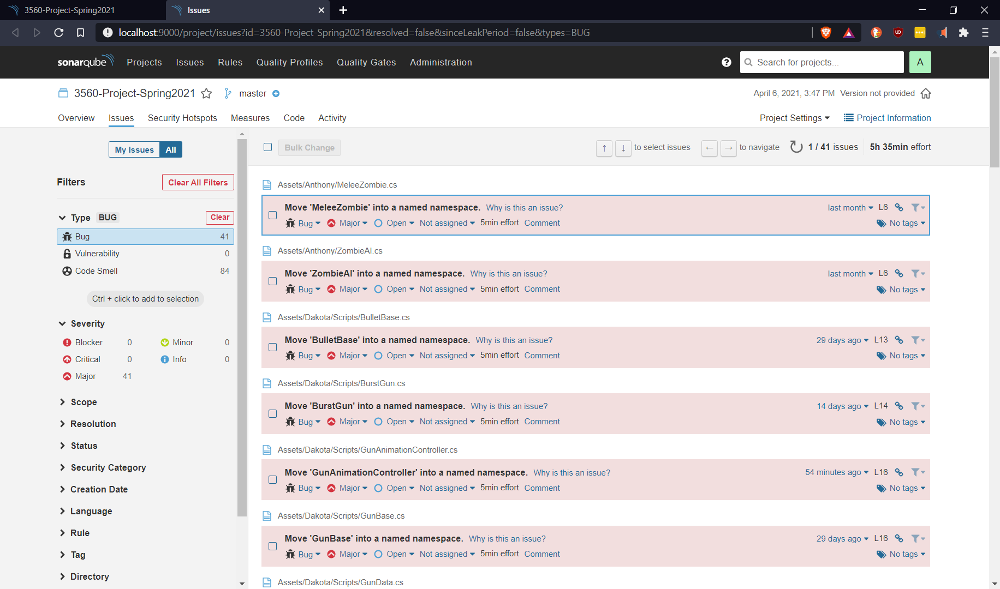 3560-Project-Spring2021
Issues
localhost:9000/project/issues?id=3560-Project-Spring2021&resolved=false&sinceLeakPeriod=false&types=BUG
sonarqube Projects Issues Rules Quality Profiles Quality Gates Administration
Search for projects...
A
3560-Project-Spring2021 master
April 6, 2021, 3:47 PM Version not provided
Overview Issues Security Hotspots Measures Code Activity
Project Settings Project Information
My Issues All
Filters Clear All Filters
Type BUG Clear
Bug 41
Vulnerability 0
Code Smell 84
Ctrl + click to add to selection
Severity
Blocker 0 Minor 0
Critical 0 Info 0
Major 41
Scope
Resolution
Status
Security Category
Creation Date
Language
Rule
Tag
Directory
Bulk Change
↑ ↓ to select issues ← → to navigate 1 / 41 issues 5h 35min effort
Assets/Anthony/MeleeZombie.cs
Move 'MeleeZombie' into a named namespace. Why is this an issue? last month L6
Bug Major Open Not assigned 5min effort Comment No tags
Assets/Anthony/ZombieAI.cs
Move 'ZombieAI' into a named namespace. Why is this an issue? last month L6
Bug Major Open Not assigned 5min effort Comment No tags
Assets/Dakota/Scripts/BulletBase.cs
Move 'BulletBase' into a named namespace. Why is this an issue? 29 days ago L13
Bug Major Open Not assigned 5min effort Comment No tags
Assets/Dakota/Scripts/BurstGun.cs
Move 'BurstGun' into a named namespace. Why is this an issue? 14 days ago L14
Bug Major Open Not assigned 5min effort Comment No tags
Assets/Dakota/Scripts/GunAnimationController.cs
Move 'GunAnimationController' into a named namespace. Why is this an issue? 54 minutes ago L16
Bug Major Open Not assigned 5min effort Comment No tags
Assets/Dakota/Scripts/GunBase.cs
Move 'GunBase' into a named namespace. Why is this an issue? 29 days ago L16
Bug Major Open Not assigned 5min effort Comment No tags
Assets/Dakota/Scripts/GunData.cs